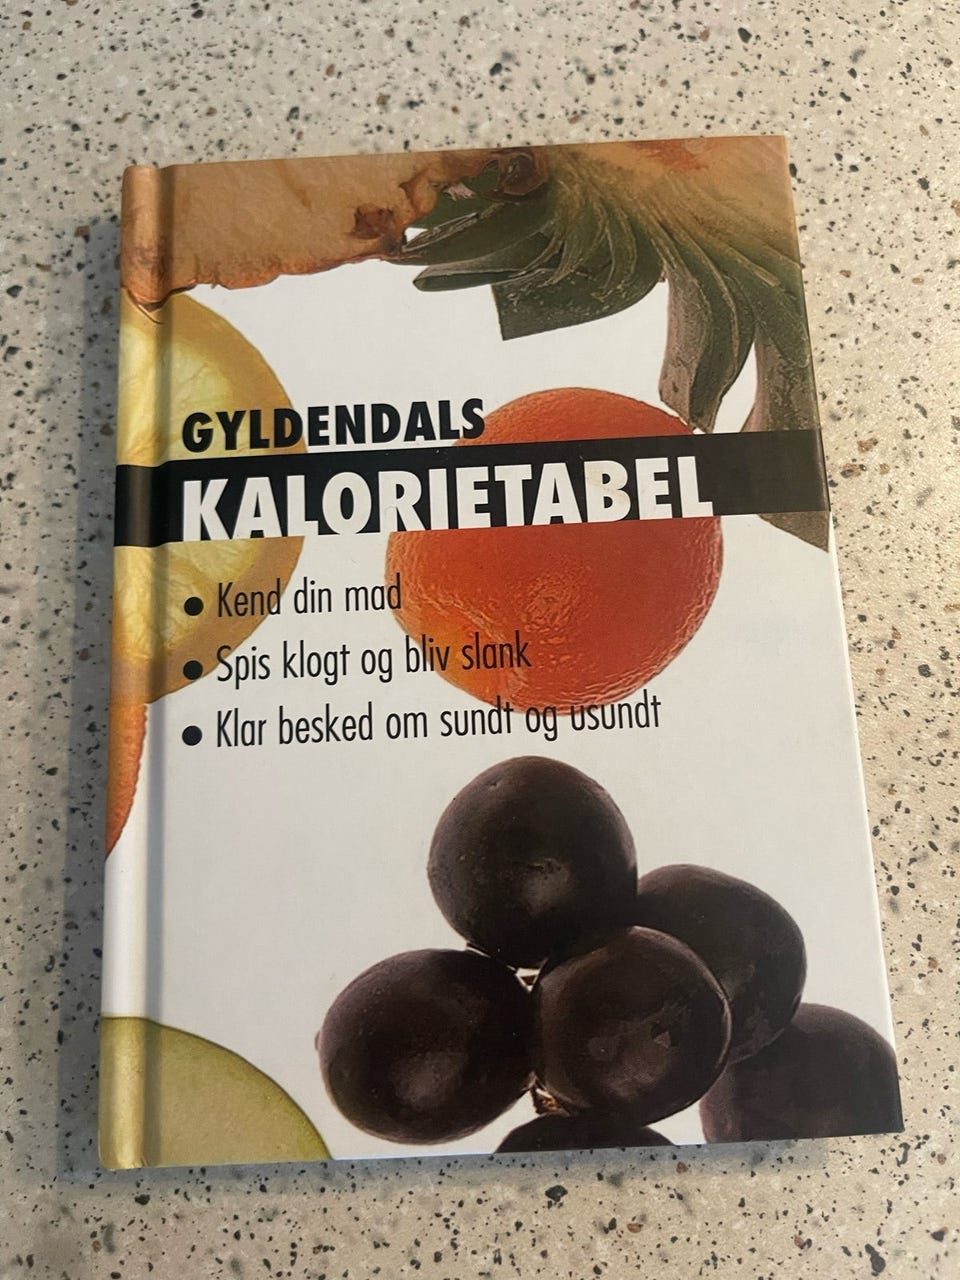 GYLDENDALS
KALORIETABEL
● Kend din mad
● Spis klogt og bliv slank
● Klar besked om sundt og usundt